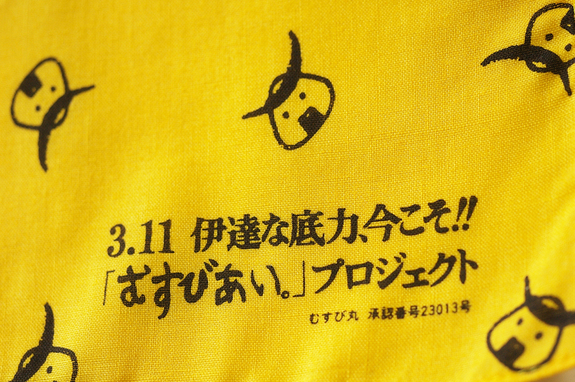 3.11 伊達な底力、今こそ!!
「むすびあい。」プロジェクト
むすび丸 承認番号23013号